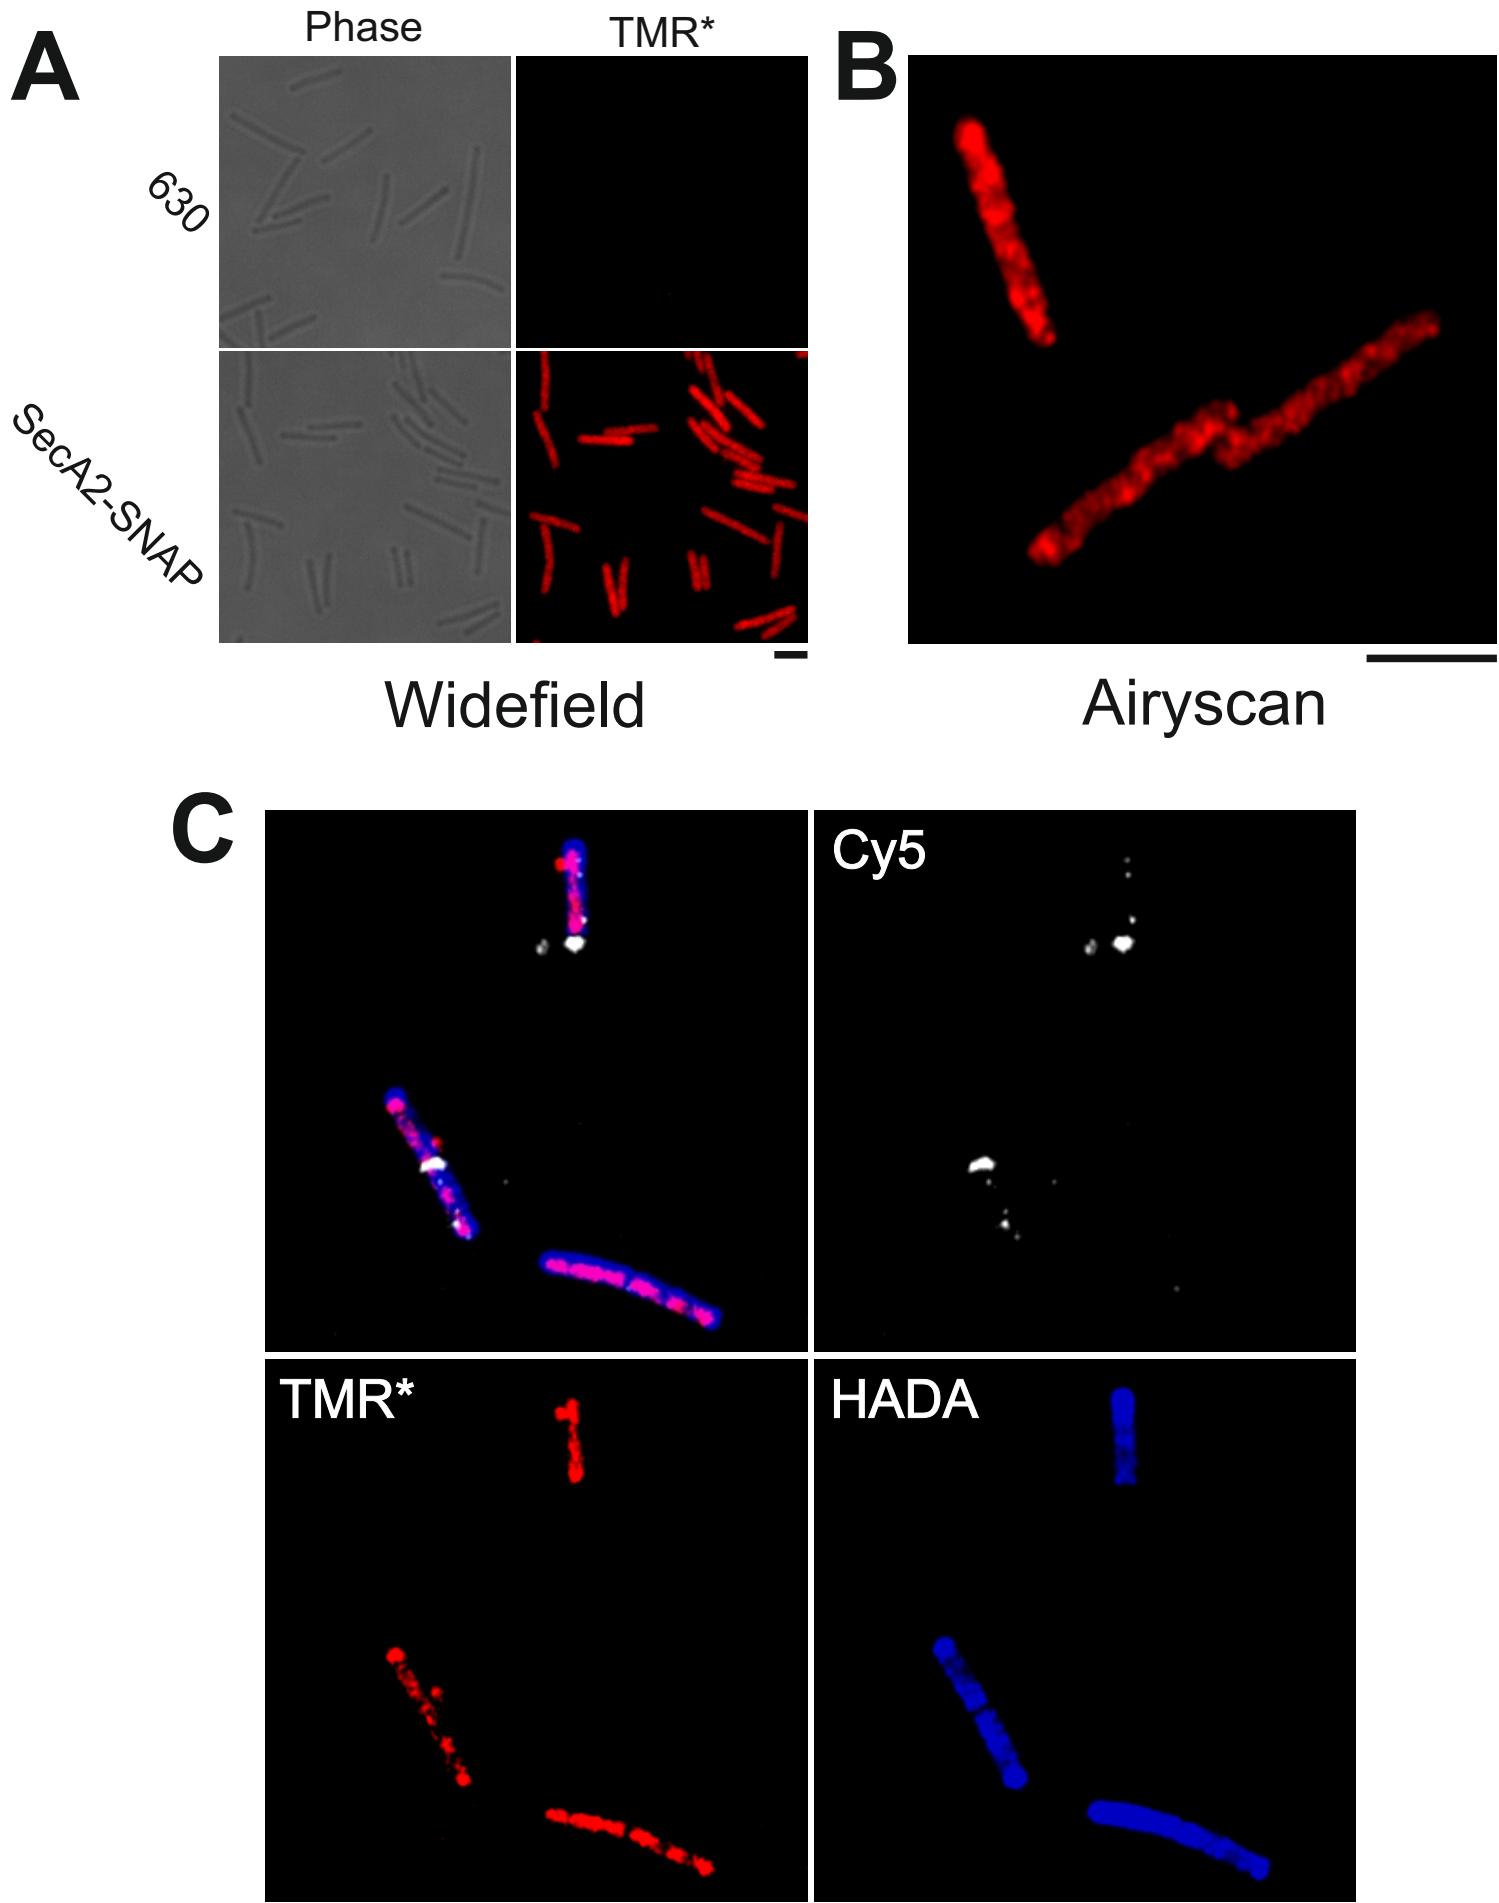 A
Phase
TMR*
B
630
SecA2-SNAP
Widefield
Airyscan
C
Cy5
TMR*
HADA